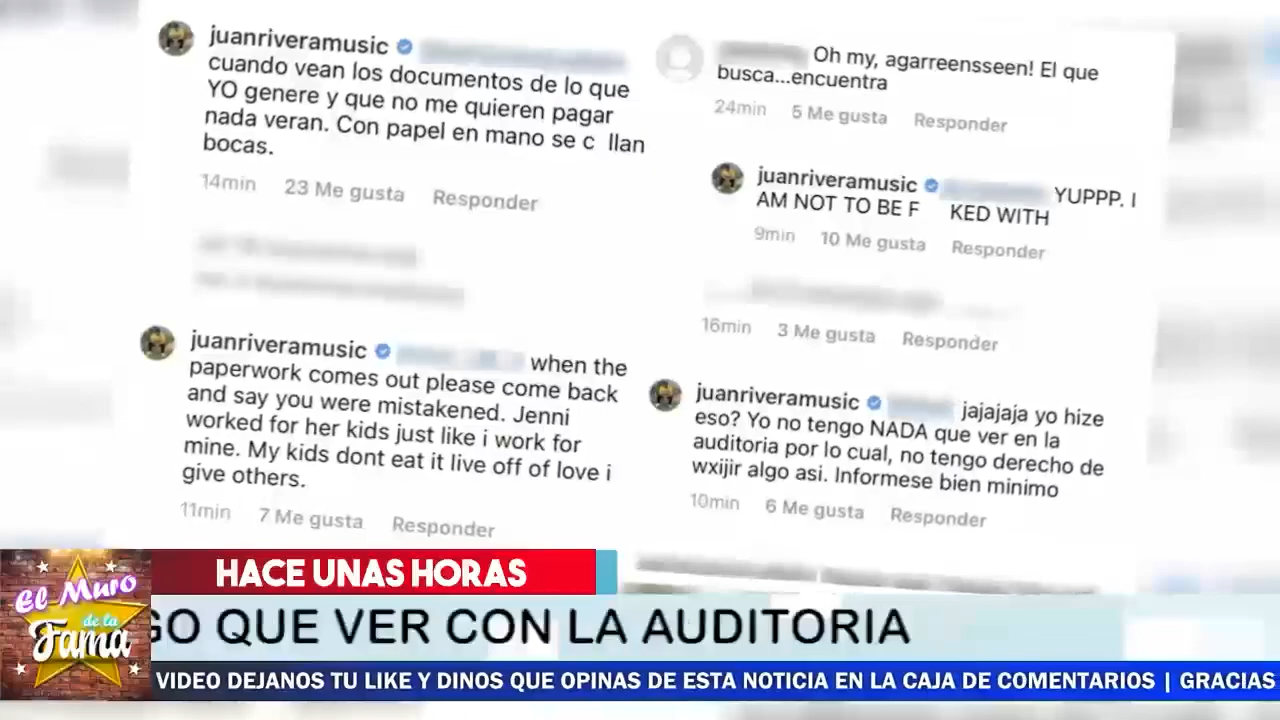 juanriveramusic
cuando vean los documentos de lo que
YO genere y que no me quieren pagar
nada veran. Con papel en mano se c llan
bocas.
14min 23 Me gusta Responder
juanriveramusic when the
paperwork comes out please come back
and say you were mistakened. Jenni
worked for her kids just like i work for
mine. My kids dont eat it live off of love i
give others.
11min 7 Me gusta Responder
Oh my, agarreensseen! El que
busca...encuentra
24min 5 Me gusta Responder
juanriveramusic YUPPP. I
AM NOT TO BE F KED WITH
9min 10 Me gusta Responder
16min 3 Me gusta Responder
juanriveramusic jajajaja yo hize
eso? Yo no tengo NADA que ver en la
auditoria por lo cual, no tengo derecho de
wxijir algo asi. Informese bien minimo
10min 6 Me gusta Responder
El Muro
de la
Fama
HACE UNAS HORAS
GO QUE VER CON LA AUDITORIA
VIDEO DEJANOS TU LIKE Y DINOS QUE OPINAS DE ESTA NOTICIA EN LA CAJA DE COMENTARIOS | GRACIAS